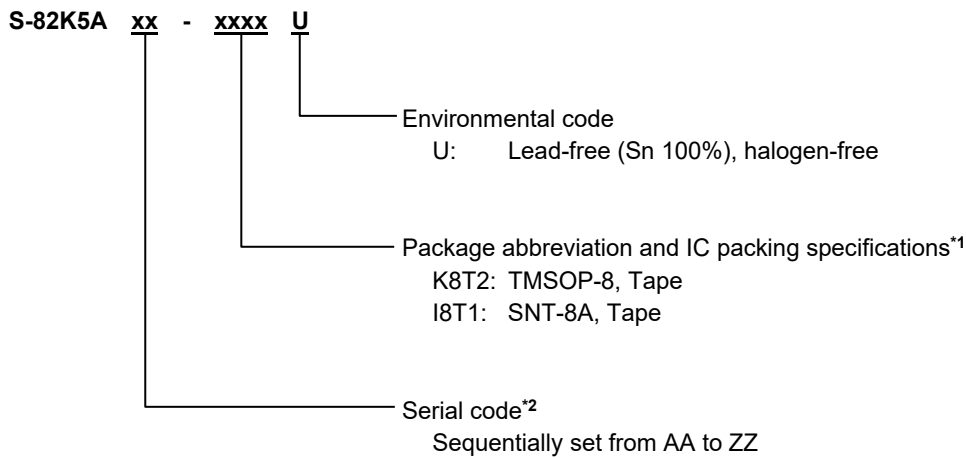 S-82K5A xx - xxxx U
Environmental code
U: Lead-free (Sn 100%), halogen-free
Package abbreviation and IC packing specifications*1
K8T2: TMSOP-8, Tape
I8T1: SNT-8A, Tape
Serial code*2
Sequentially set from AA to ZZ